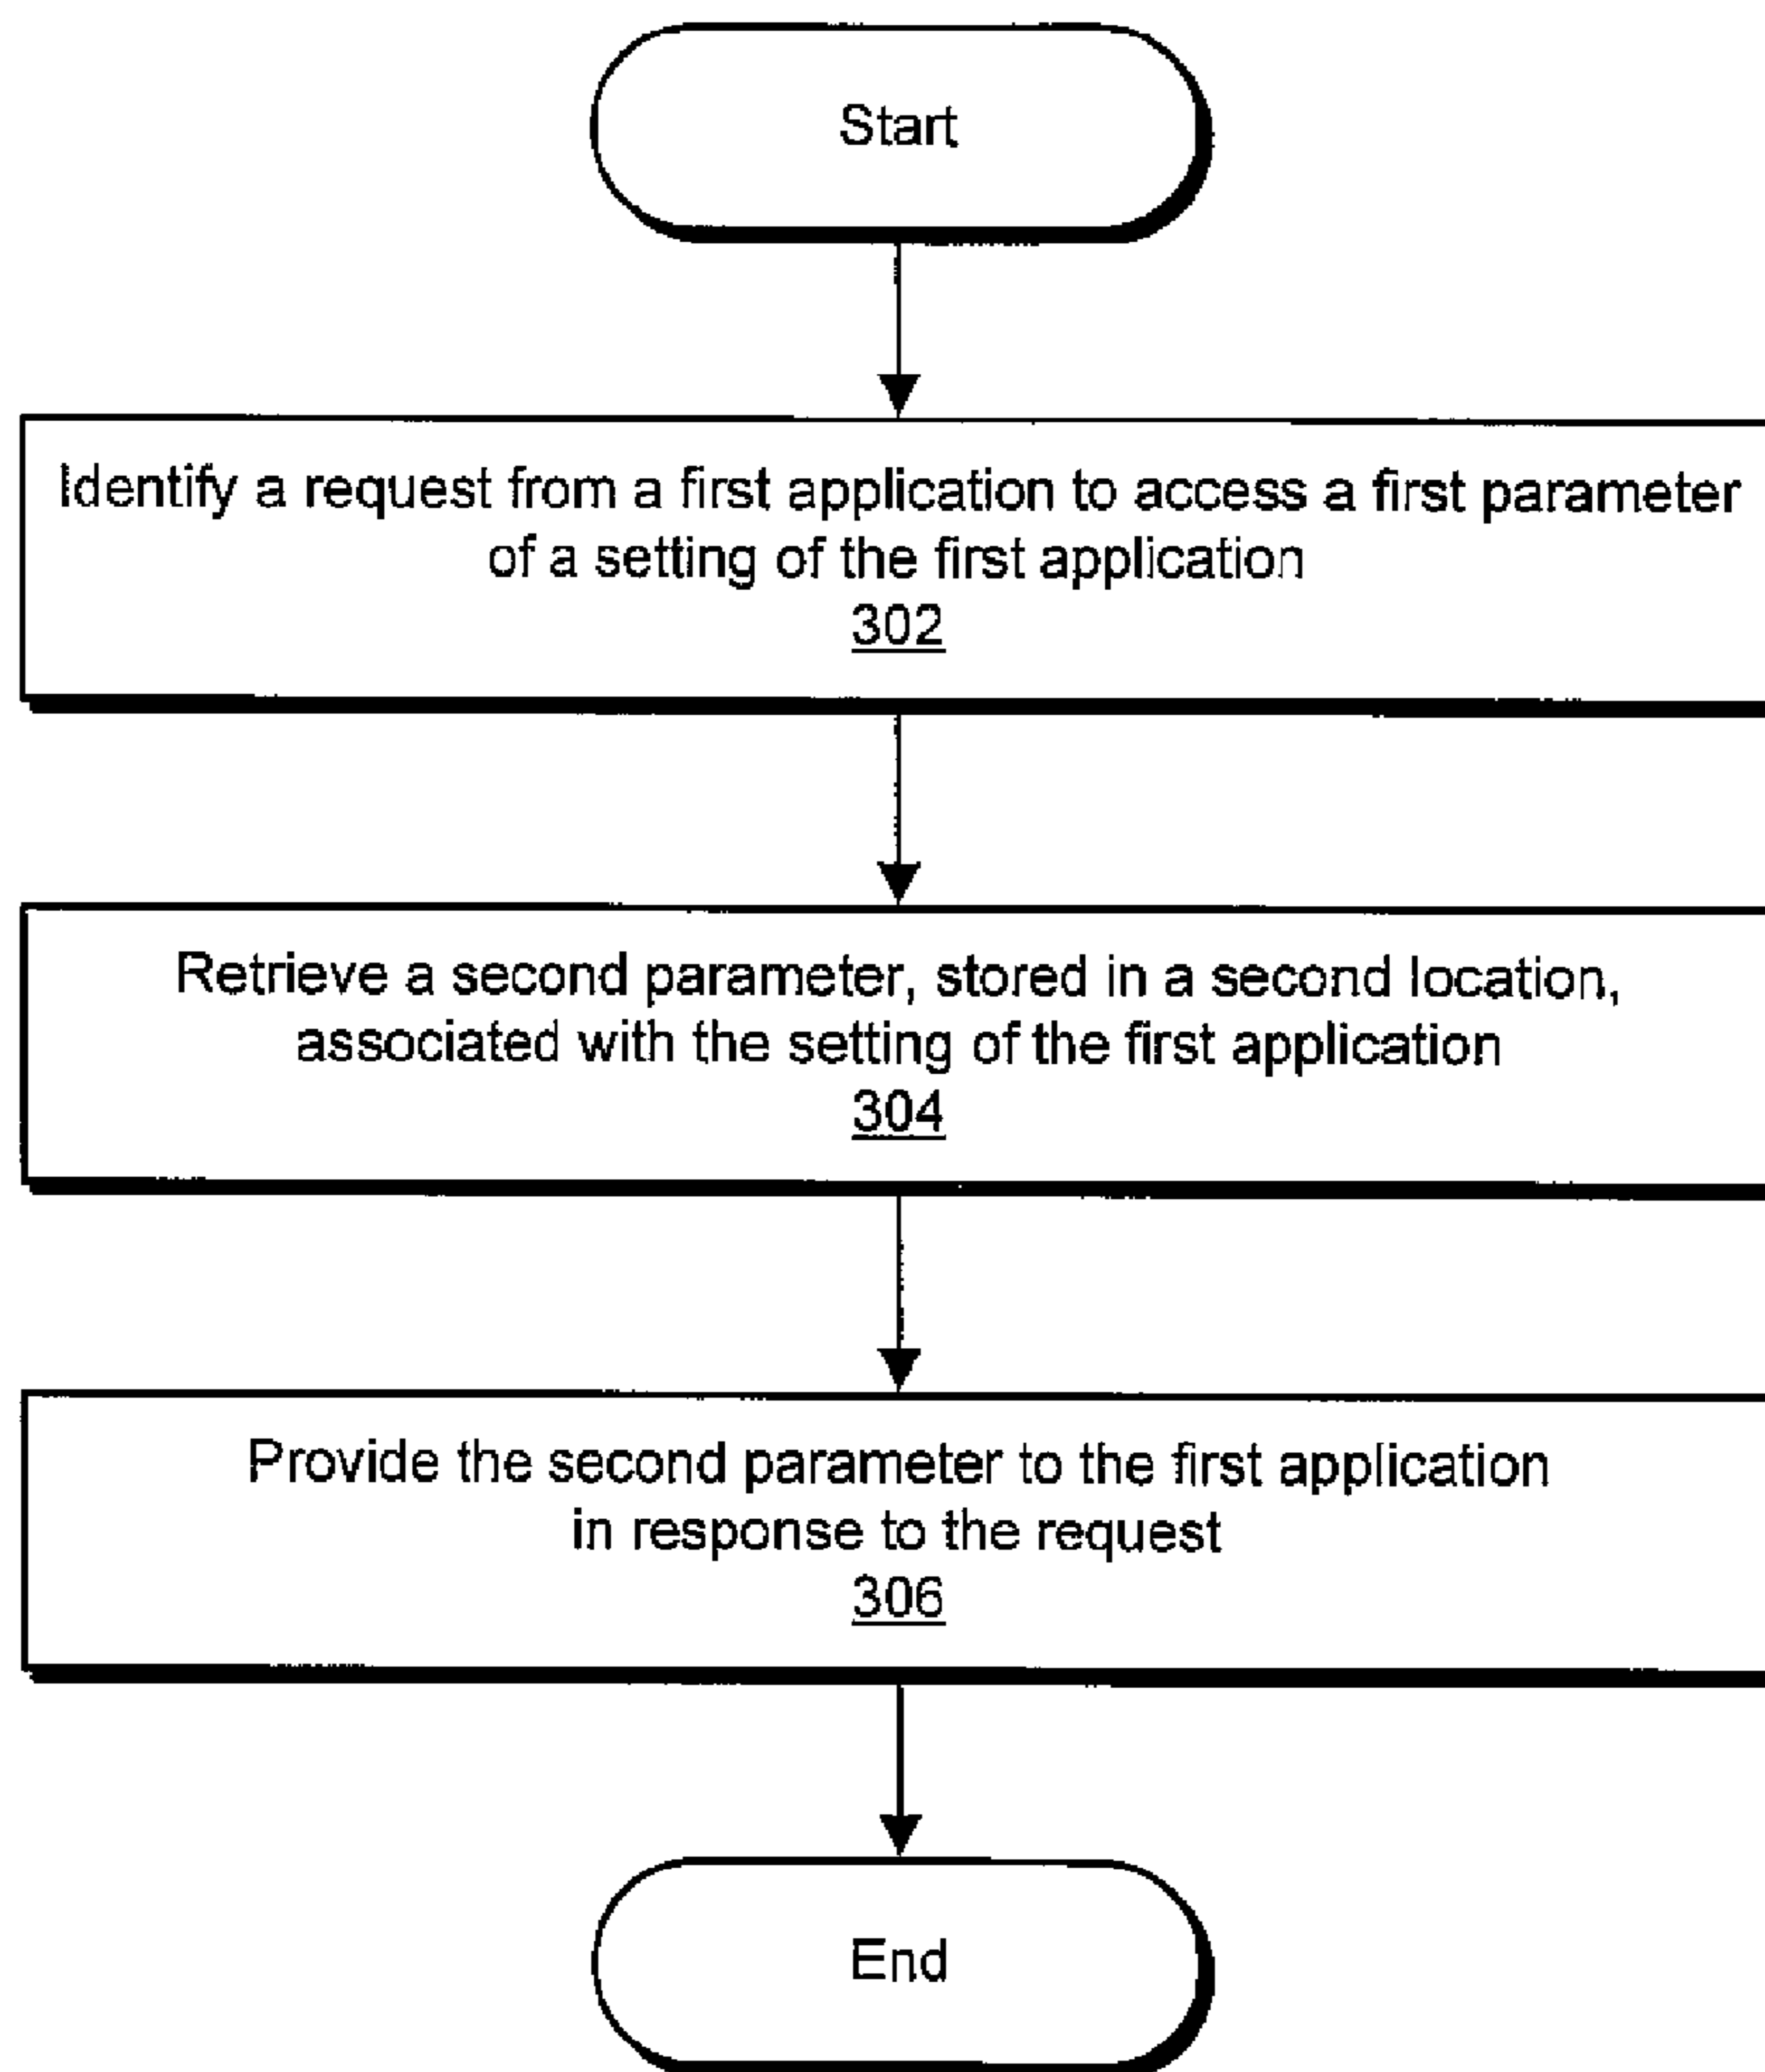 Start
Identify a request from a first application to access a first parameter
of a setting of the first application
302
Retrieve a second parameter, stored in a second location,
associated with the setting of the first application
304
Provide the second parameter to the first application
in response to the request
306
End